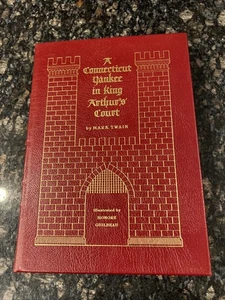 A
Connecticut
Yankee
in King
Arthur's
Court
by MARK TWAIN
illustrated by
HONORÉ
GUILBEAU